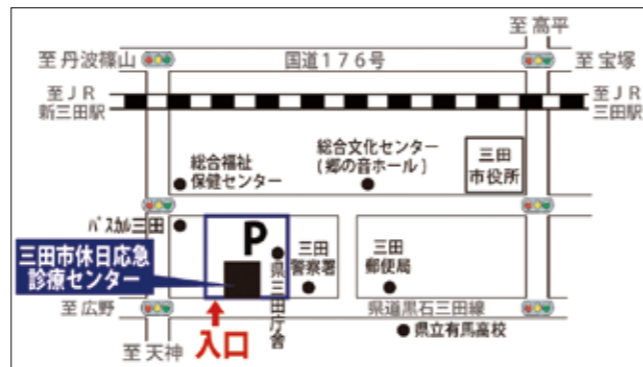 至 高平
至 丹波篠山
国道176号
至 宝塚
至ＪＲ
新三田駅
至ＪＲ
三田駅
総合文化センター
(郷の音ホール)
三田
市役所
総合福祉
保健センター
パスカル三田
P
県三田庁舎
三田
警察署
三田
郵便局
三田市休日応急
診療センター
至 広野
県道黒石三田線
入口
県立有馬高校
至 天神